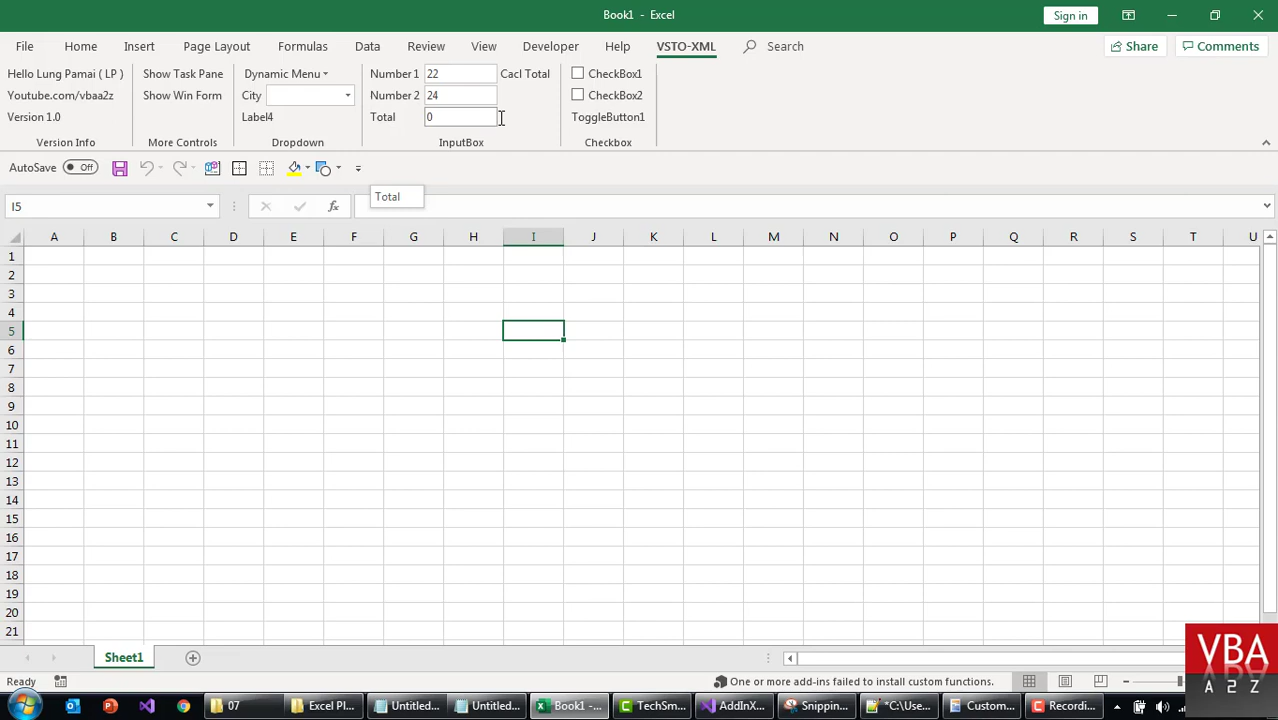 Book1 - Excel
Sign in
File Home Insert Page Layout Formulas Data Review View Developer Help VSTO-XML Search Share Comments
Hello Lung Pamai ( LP ) Show Task Pane Dynamic Menu Number 1 22 Cacl Total CheckBox1
Youtube.com/vbaa2z Show Win Form City Number 2 24 CheckBox2
Version 1.0 Label4 Total 0 ToggleButton1
Version Info More Controls Dropdown InputBox Checkbox
AutoSave Off
Total
I5 fx
A B C D E F G H I J K L M N O P Q R S T U
1
2
3
4
5
6
7
8
9
10
11
12
13
14
15
16
17
18
19
20
21
Sheet1
Ready One or more add-ins failed to install custom functions.
VBA
A 2 Z
07 Excel Pl... Untitled... Untitled... Book1 -... TechSm... AddInX... Snippin... *C:\Use... Custom... Recordi...